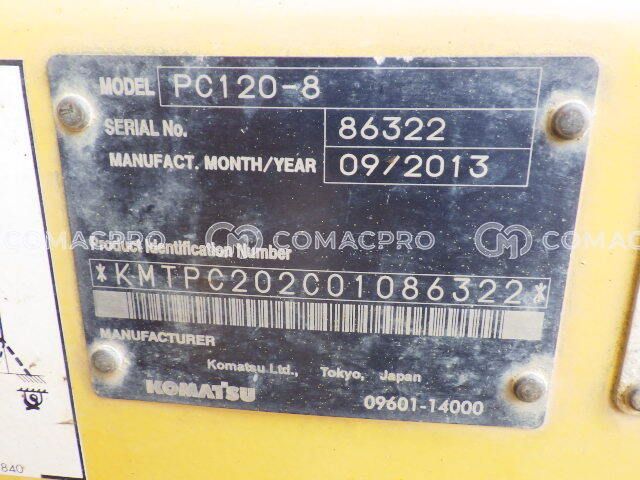 MODEL PC120-8
SERIAL No. 86322
MANUFACT. MONTH/YEAR 09/2013
Product Identification Number
*KMTPC202C01086322*
COMACPRO COMACPRO
MANUFACTURER
Komatsu Ltd., Tokyo, Japan
KOMATSU 09601-14000
840